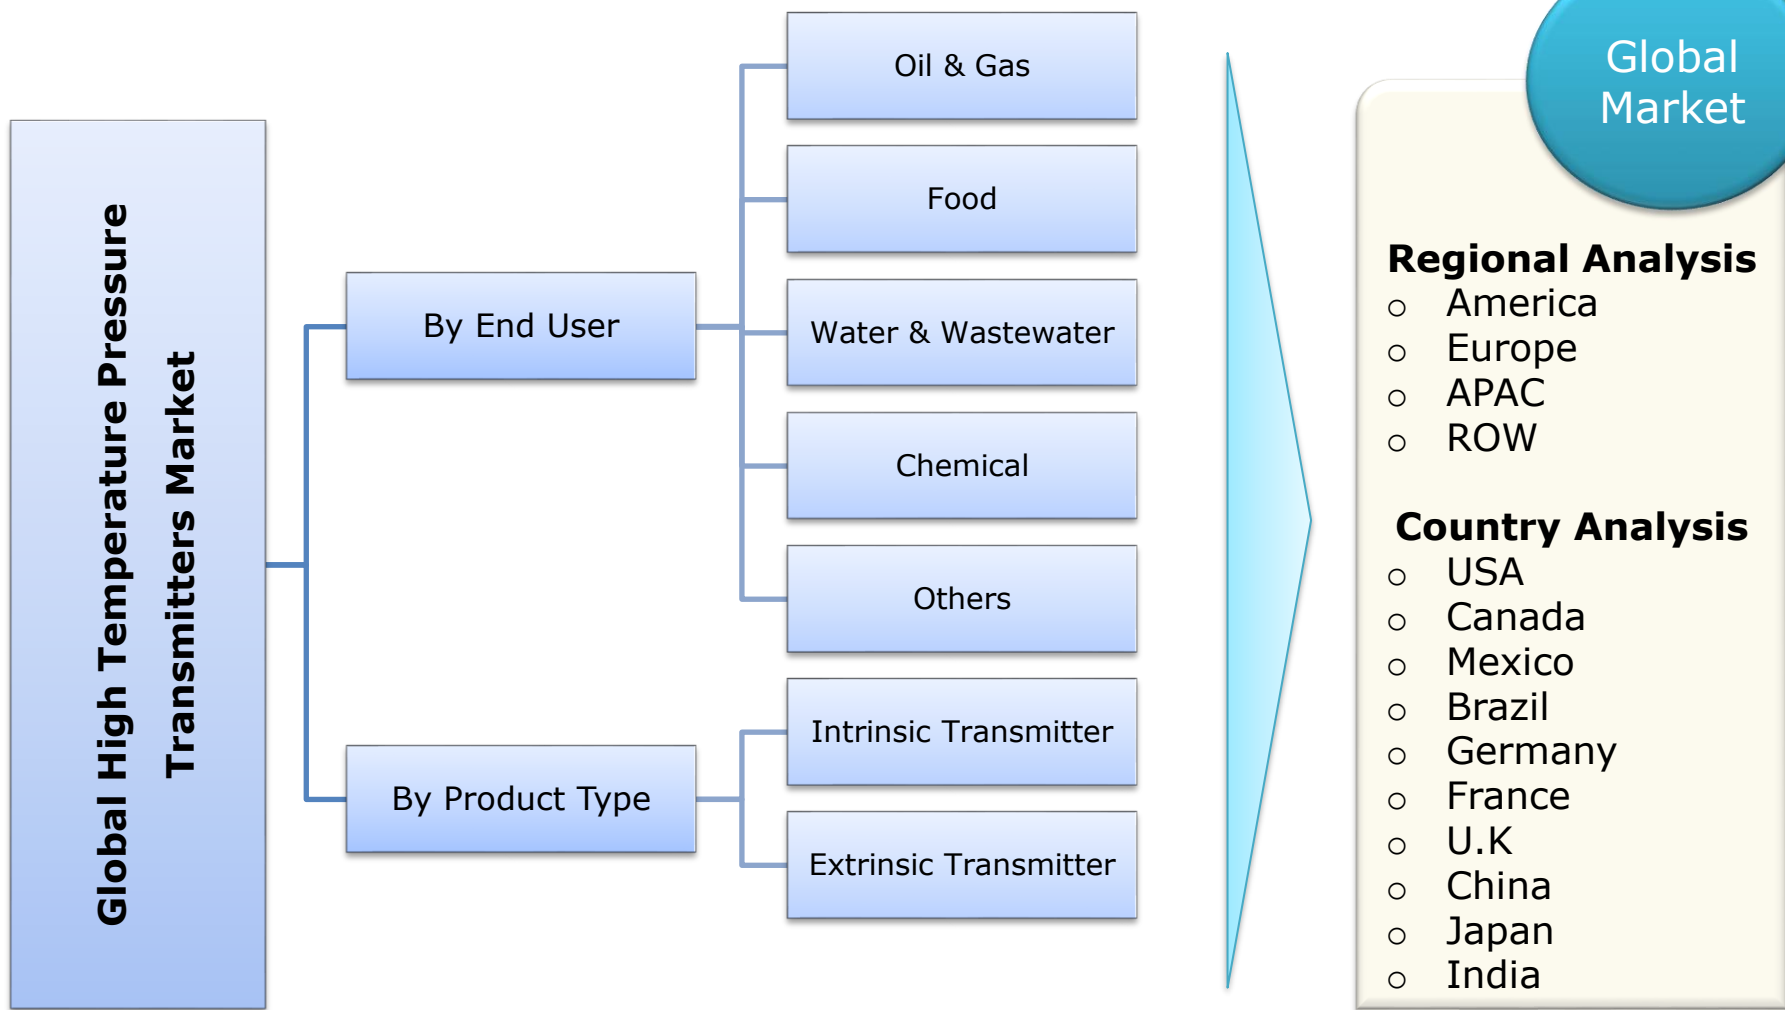 Global High Temperature Pressure
Transmitters Market
By End User
Oil & Gas
Food
Water & Wastewater
Chemical
Others
By Product Type
Intrinsic Transmitter
Extrinsic Transmitter
Global
Market
Regional Analysis
America
Europe
APAC
ROW
Country Analysis
USA
Canada
Mexico
Brazil
Germany
France
U.K
China
Japan
India